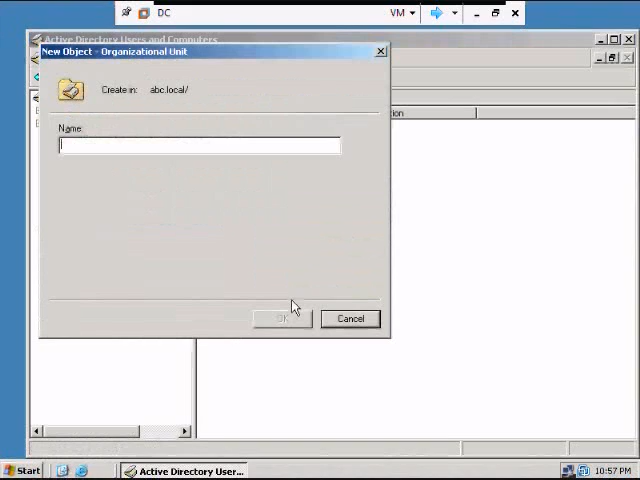 DC
VM
Active Directory Users and Computers
New Object - Organizational Unit
Create in: abc.local/
Name:
OK
Cancel
Start
Active Directory User...
10:57 PM